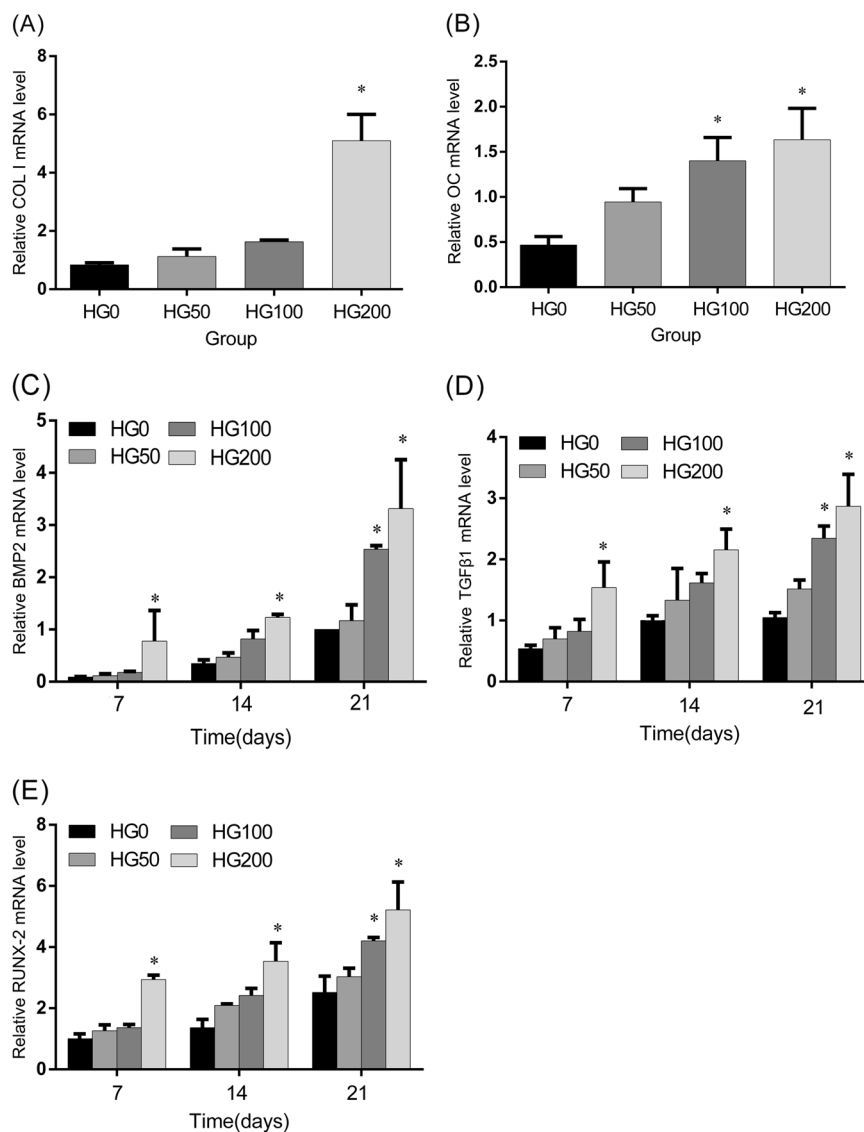 (A)
Relative COL I mRNA level
8
6
4
2
0
*
HG0 HG50 HG100 HG200
Group
(B)
Relative OC mRNA level
2.5
2.0
1.5
1.0
0.5
0.0
* *
HG0 HG50 HG100 HG200
Group
(C)
Relative BMP2 mRNA level
5
4
3
2
1
0
HG0 HG100
HG50 HG200
* * * *
7 14 21
Time(days)
(D)
Relative TGFβ1 mRNA level
4
3
2
1
0
HG0 HG100
HG50 HG200
* * * *
7 14 21
Time(days)
(E)
Relative RUNX-2 mRNA level
8
6
4
2
0
HG0 HG100
HG50 HG200
* * * *
7 14 21
Time(days)